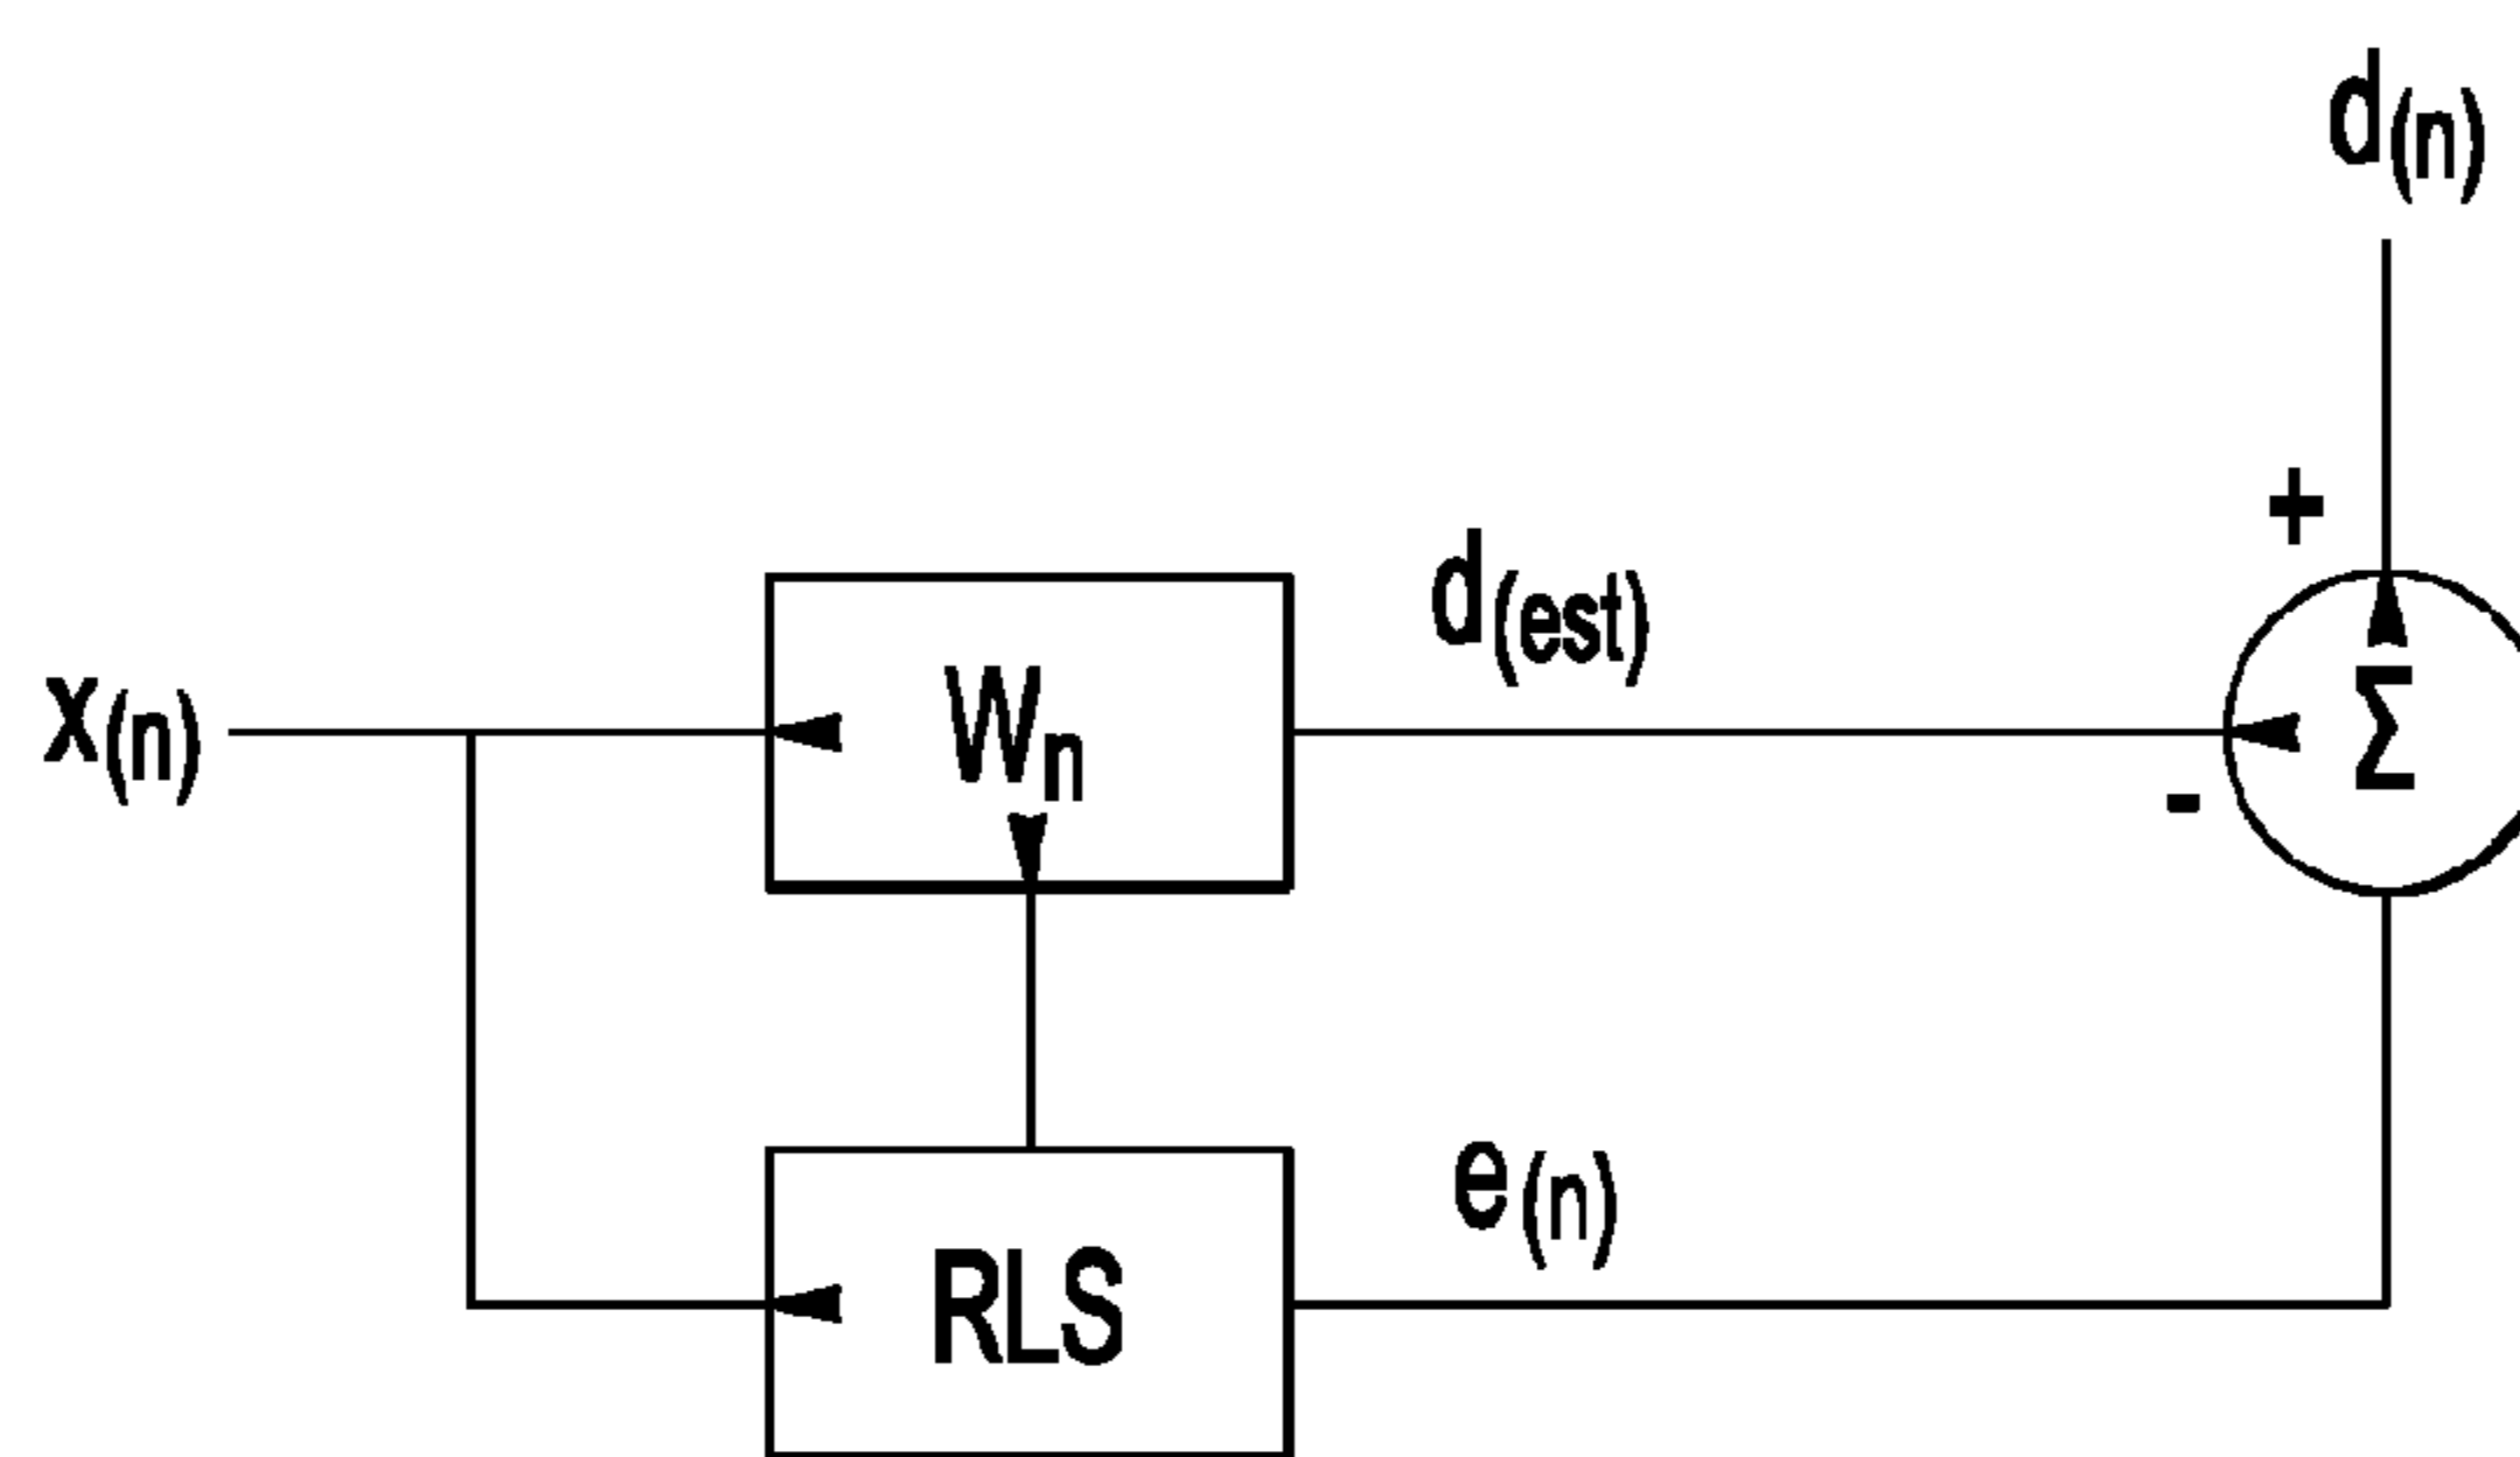 d(n)
+
d(est)
x(n)
Wn
Σ
-
e(n)
RLS